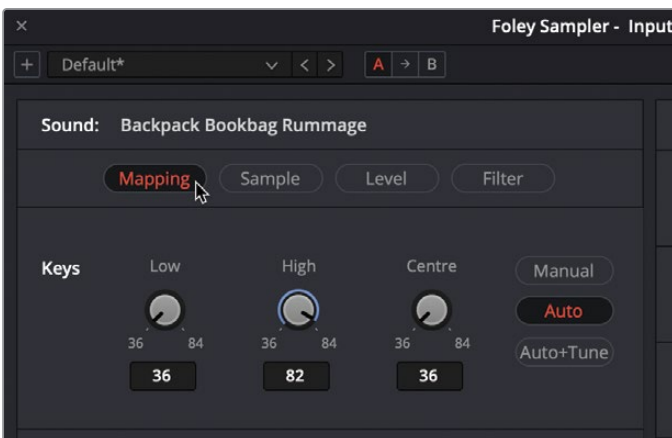 × Foley Sampler - Input
+ Default* < > A → B
Sound: Backpack Bookbag Rummage
Mapping Sample Level Filter
Keys Low High Centre Manual
Auto
36 84 36 84 36 84
Auto+Tune
36 82 36